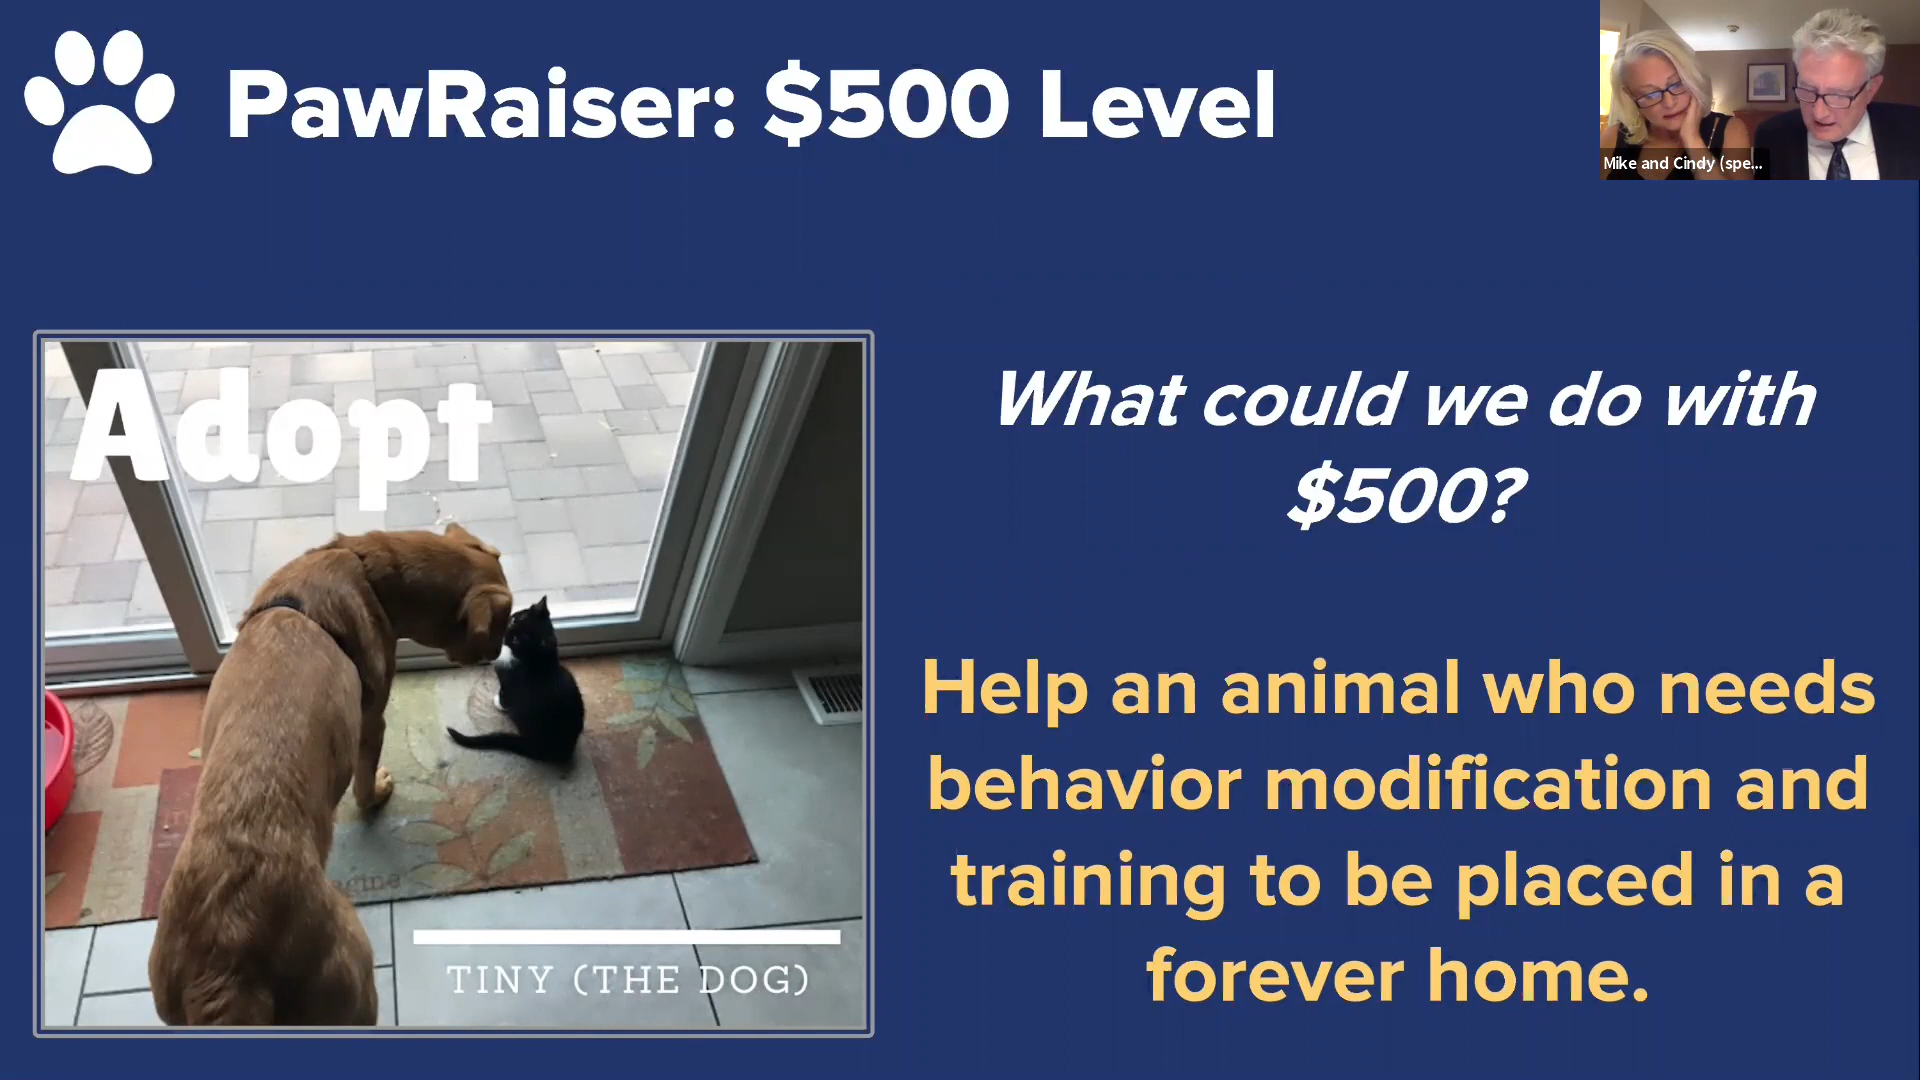 PawRaiser: $500 Level
Mike and Cindy (spe...
Adopt
What could we do with
$500?
Help an animal who needs
behavior modification and
training to be placed in a
forever home.
agine
TINY (THE DOG)